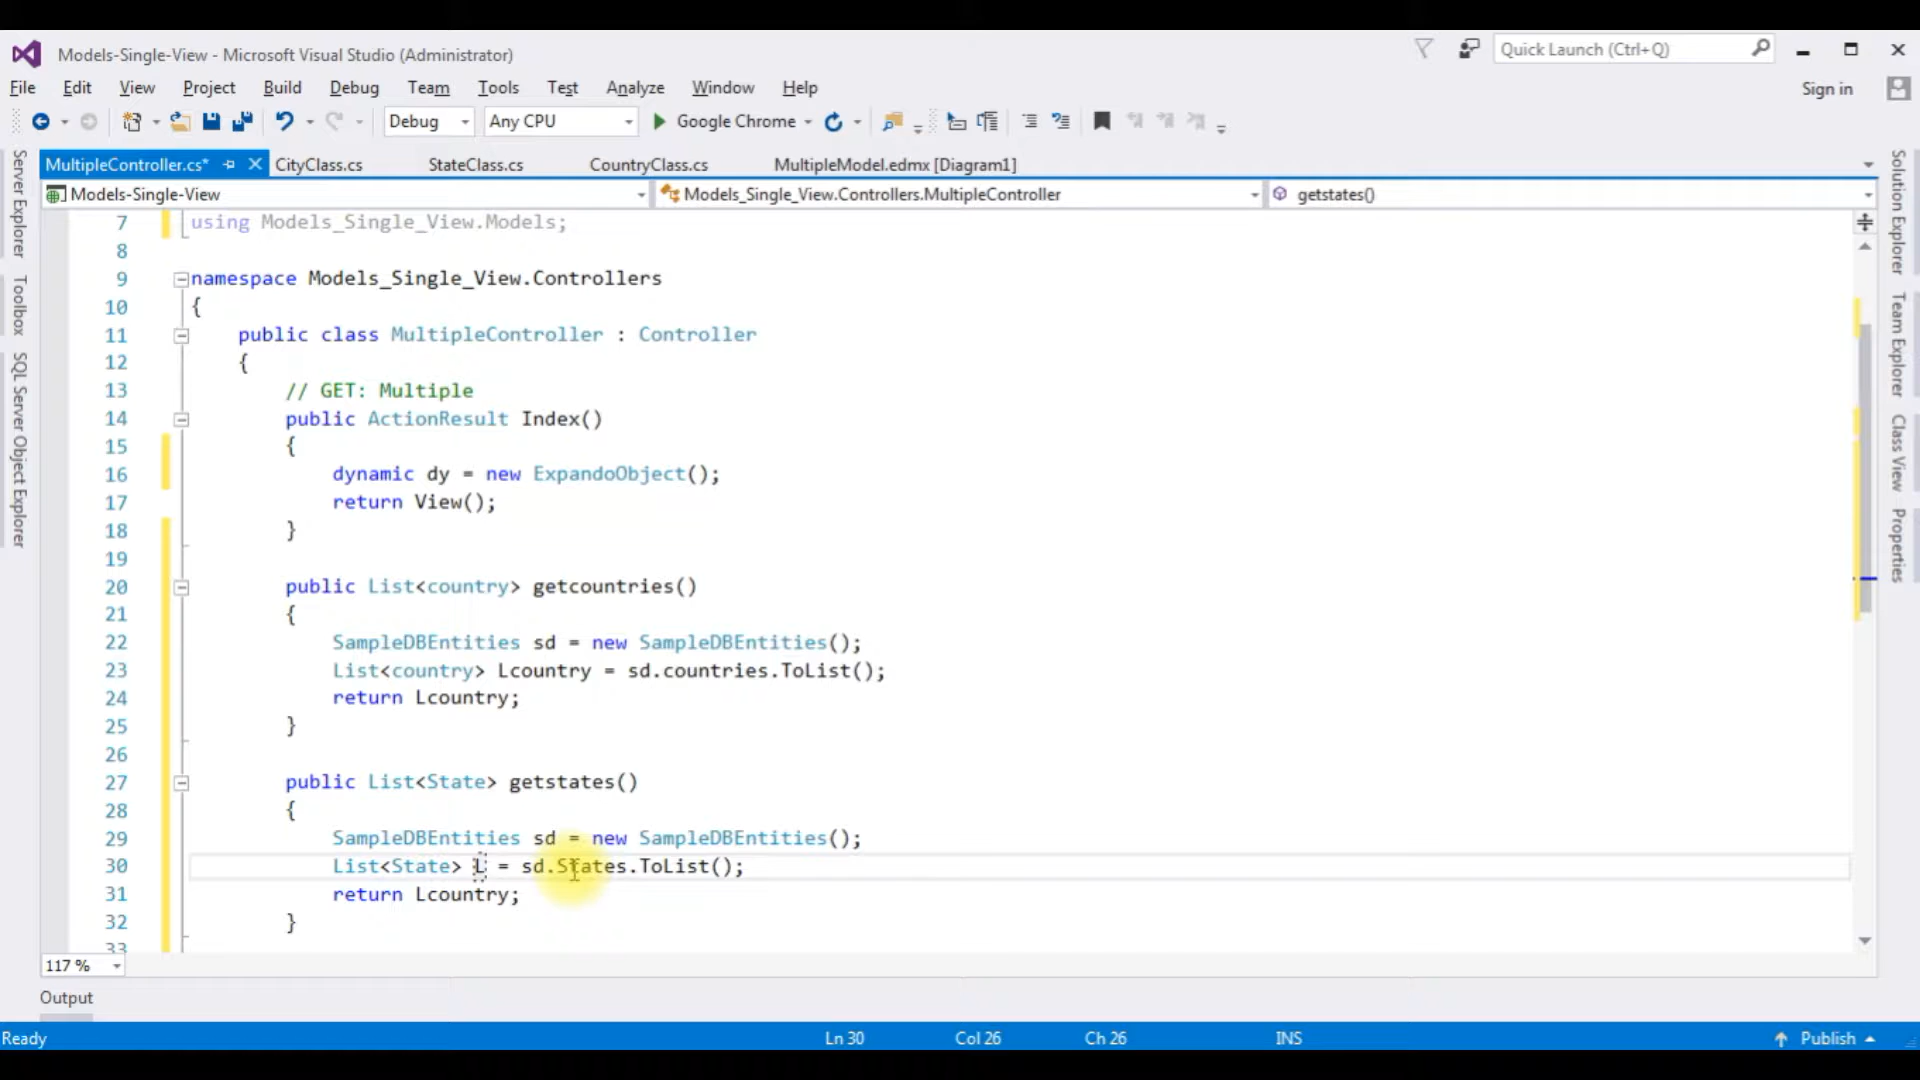 Models-Single-View - Microsoft Visual Studio (Administrator)
Quick Launch (Ctrl+Q)
File Edit View Project Build Debug Team Tools Test Analyze Window Help
Sign in
Debug Any CPU Google Chrome
MultipleController.cs* CityClass.cs StateClass.cs CountryClass.cs MultipleModel.edmx [Diagram1]
Models-Single-View Models_Single_View.Controllers.MultipleController getstates()
7 using Models_Single_View.Models;
8
9 namespace Models_Single_View.Controllers
10 {
11 public class MultipleController : Controller
12 {
13 // GET: Multiple
14 public ActionResult Index()
15 {
16 dynamic dy = new ExpandoObject();
17 return View();
18 }
19
20 public List<country> getcountries()
21 {
22 SampleDBEntities sd = new SampleDBEntities();
23 List<country> Lcountry = sd.countries.ToList();
24 return Lcountry;
25 }
26
27 public List<State> getstates()
28 {
29 SampleDBEntities sd = new SampleDBEntities();
30 List<State> L = sd.States.ToList();
31 return Lcountry;
32 }
33
117 %
Output
Ready Ln 30 Col 26 Ch 26 INS Publish
Server Explorer
Toolbox
SQL Server Object Explorer
Solution Explorer
Team Explorer
Class View
Properties